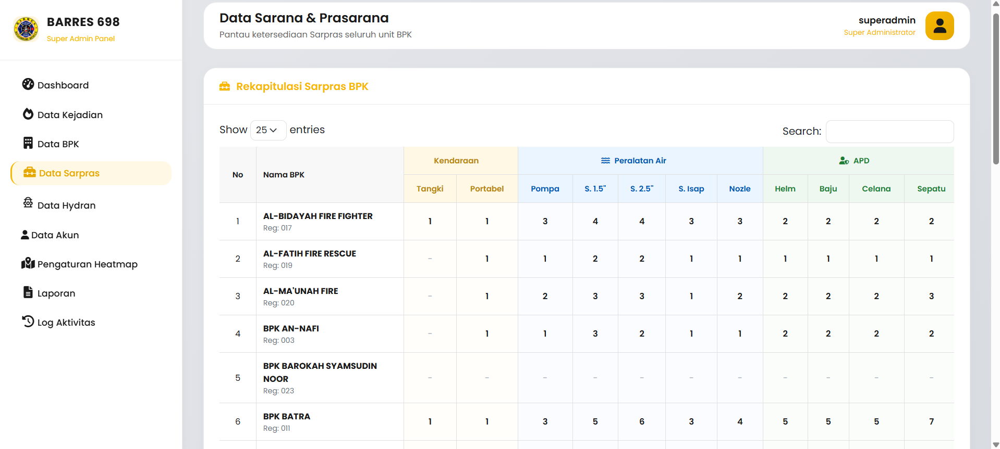 BARRES 698
Super Admin Panel
Dashboard
Data Kejadian
Data BPK
Data Sarpras
Data Hydran
Data Akun
Pengaturan Heatmap
Laporan
Log Aktivitas
Data Sarana & Prasarana
Pantau ketersediaan Sarpras seluruh unit BPK
superadmin
Super Administrator
Rekapitulasi Sarpras BPK
Show 25 entries
Search:
No Nama BPK Kendaraan Peralatan Air APD
Tangki Portabel Pompa S. 1.5" S. 2.5" S. Isap Nozle Helm Baju Celana Sepatu
1 AL-BIDAYAH FIRE FIGHTER 1 1 3 4 4 3 3 2 2 2 2
Reg: 017
2 AL-FATIH FIRE RESCUE - 1 1 2 2 1 1 1 1 1 1
Reg: 019
3 AL-MA'UNAH FIRE - 1 2 3 3 1 2 2 2 2 3
Reg: 020
4 BPK AN-NAFI - 1 1 3 2 1 1 2 2 2 2
Reg: 003
5 BPK BAROKAH SYAMSUDIN - - - - - - - - - - -
NOOR
Reg: 023
6 BPK BATRA 1 1 3 5 6 3 4 5 5 5 7
Reg: 011